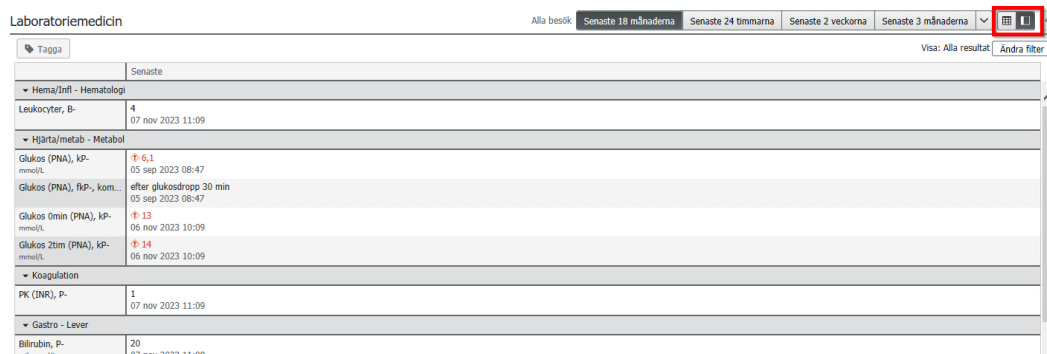 Laboratoriemedicin
Alla besök Senaste 18 månaderna Senaste 24 timmarna Senaste 2 veckorna Senaste 3 månaderna
Tagga
Visa: Alla resultat Ändra filter
Senaste
Hema/Infl - Hematologi
Leukocyter, B- 4
07 nov 2023 11:09
Hjärta/metab - Metabol
Glukos (PNA), kP- 6,1
mmol/L 05 sep 2023 08:47
Glukos (PNA), fkP-, kom... efter glukosdropp 30 min
05 sep 2023 08:47
Glukos 0min (PNA), kP- 13
mmol/L 06 nov 2023 10:09
Glukos 2tim (PNA), kP- 14
mmol/L 06 nov 2023 10:09
Koagulation
PK (INR), P- 1
07 nov 2023 11:09
Gastro - Lever
Bilirubin, P- 20